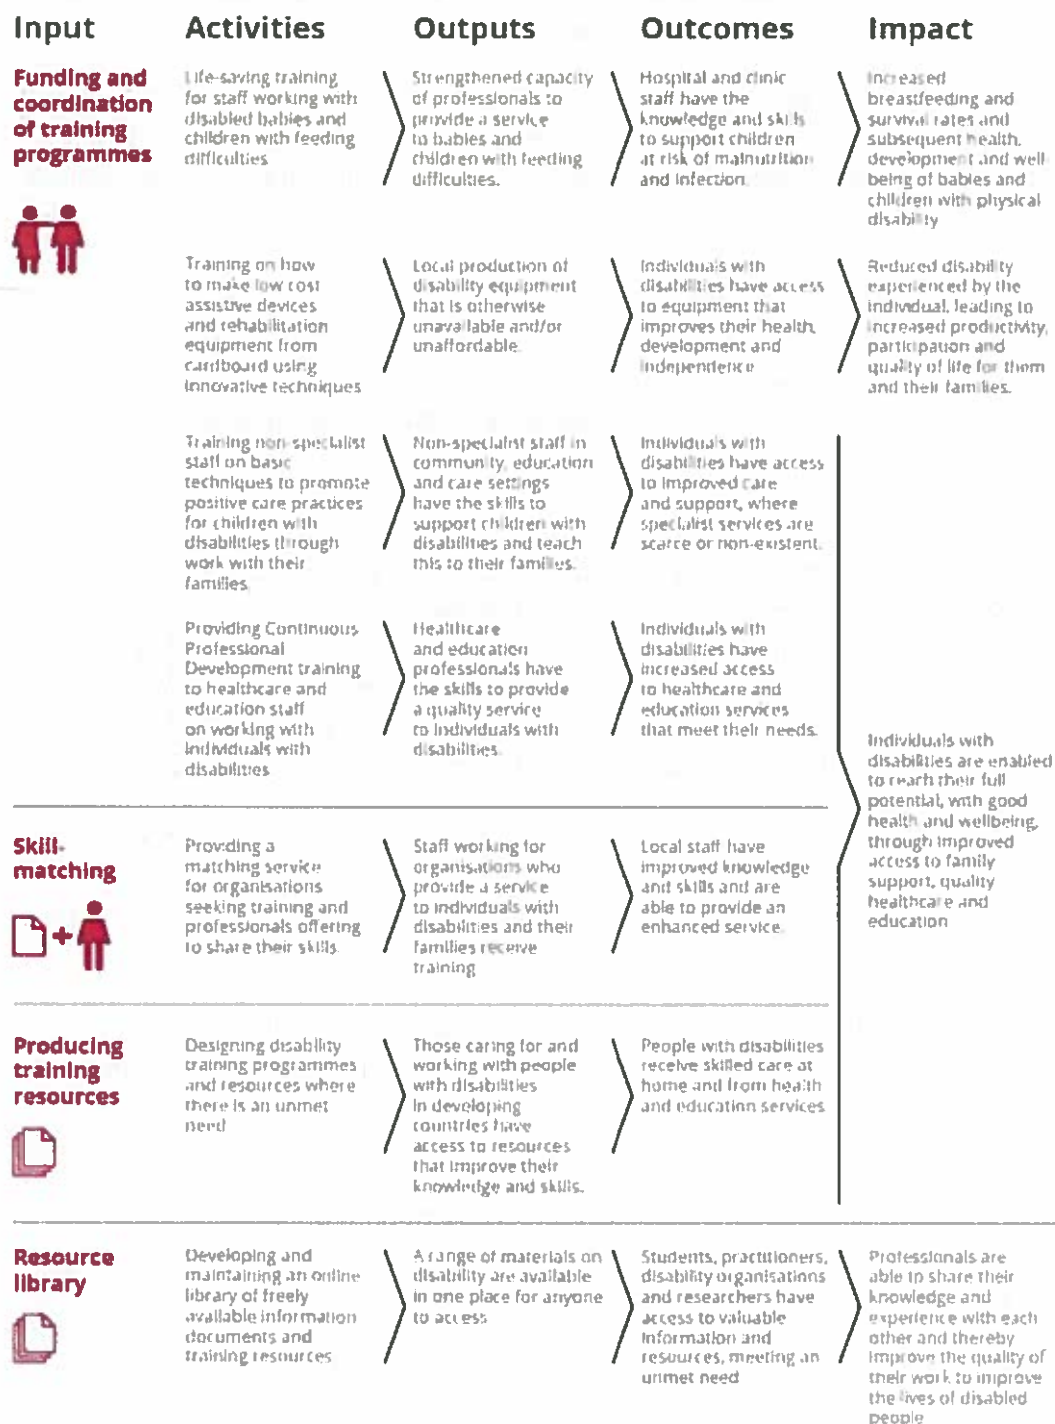 Input
Activities
Outputs
Outcomes
Impact
Funding and
coordination
of training
programmes
Life-saving training
for staff working with
disabled babies and
children with feeding
difficulties
Strengthened capacity
of professionals to
provide a service
to babies and
children with feeding
difficulties.
Hospital and clinic
staff have the
knowledge and skills
to support children
at risk of malnutrition
and infection.
Increased
breastfeeding and
survival rates and
subsequent health,
development and well-
being of babies and
children with physical
disability
Training on how
to make low cost
assistive devices
and rehabilitation
equipment from
cardboard using
innovative techniques
Local production of
disability equipment
that is otherwise
unavailable and/or
unaffordable.
Individuals with
disabilities have access
to equipment that
improves their health,
development and
independence
Reduced disability
experienced by the
individual, leading to
increased productivity,
participation and
quality of life for them
and their families.
Training non-specialist
staff on basic
techniques to promote
positive care practices
for children with
disabilities through
work with their
families
Non-specialist staff in
community, education
and care settings
have the skills to
support children with
disabilities and teach
this to their families.
Individuals with
disabilities have access
to improved care
and support, where
specialist services are
scarce or non-existent.
Providing Continuous
Professional
Development training
to healthcare and
education staff
on working with
individuals with
disabilities
Healthcare
and education
professionals have
the skills to provide
a quality service
to individuals with
disabilities.
Individuals with
disabilities have
increased access
to healthcare and
education services
that meet their needs.
Individuals with
disabilities are enabled
to reach their full
potential, with good
health and wellbeing,
through improved
access to family
support, quality
healthcare and
education
Skill-
matching
Providing a
matching service
for organisations
seeking training and
professionals offering
to share their skills.
Staff working for
organisations who
provide a service
to individuals with
disabilities and their
families receive
training
Local staff have
improved knowledge
and skills and are
able to provide an
enhanced service.
Producing
training
resources
Designing disability
training programmes
and resources where
there is an unmet
need
Those caring for and
working with people
with disabilities
in developing
countries have
access to resources
that improve their
knowledge and skills.
People with disabilities
receive skilled care at
home and from health
and education services
Resource
library
Developing and
maintaining an online
library of freely
available information
documents and
training resources
A range of materials on
disability are available
in one place for anyone
to access
Students, practitioners,
disability organisations
and researchers have
access to valuable
information and
resources, meeting an
unmet need
Professionals are
able to share their
knowledge and
experience with each
other and thereby
improve the quality of
their work to improve
the lives of disabled
people